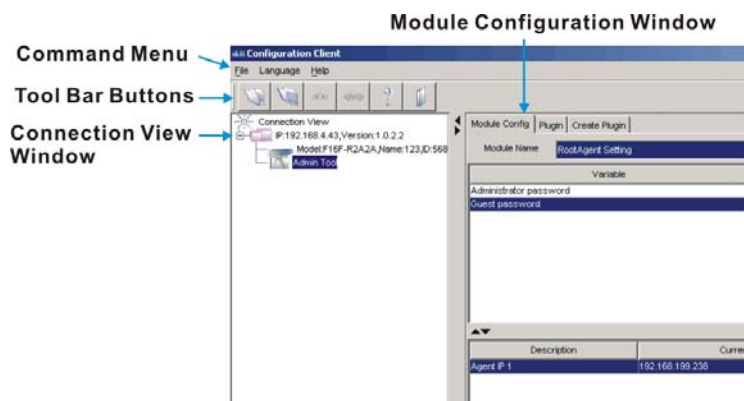 Module Configuration Window
Command Menu
Configuration Client
File Language Help
Tool Bar Buttons
Connection View Window
Connection View
IP:192.168.4.43,Version:1.0.2.2
Model:F16F-R2A2A,Name:123,ID:568
Admin Tool
Module Config Plugin Create Plugin
Module Name RootAgent Setting
Variable
Administrator password
Guest password
Description Curre
Agent IP 1 192.168.199.238